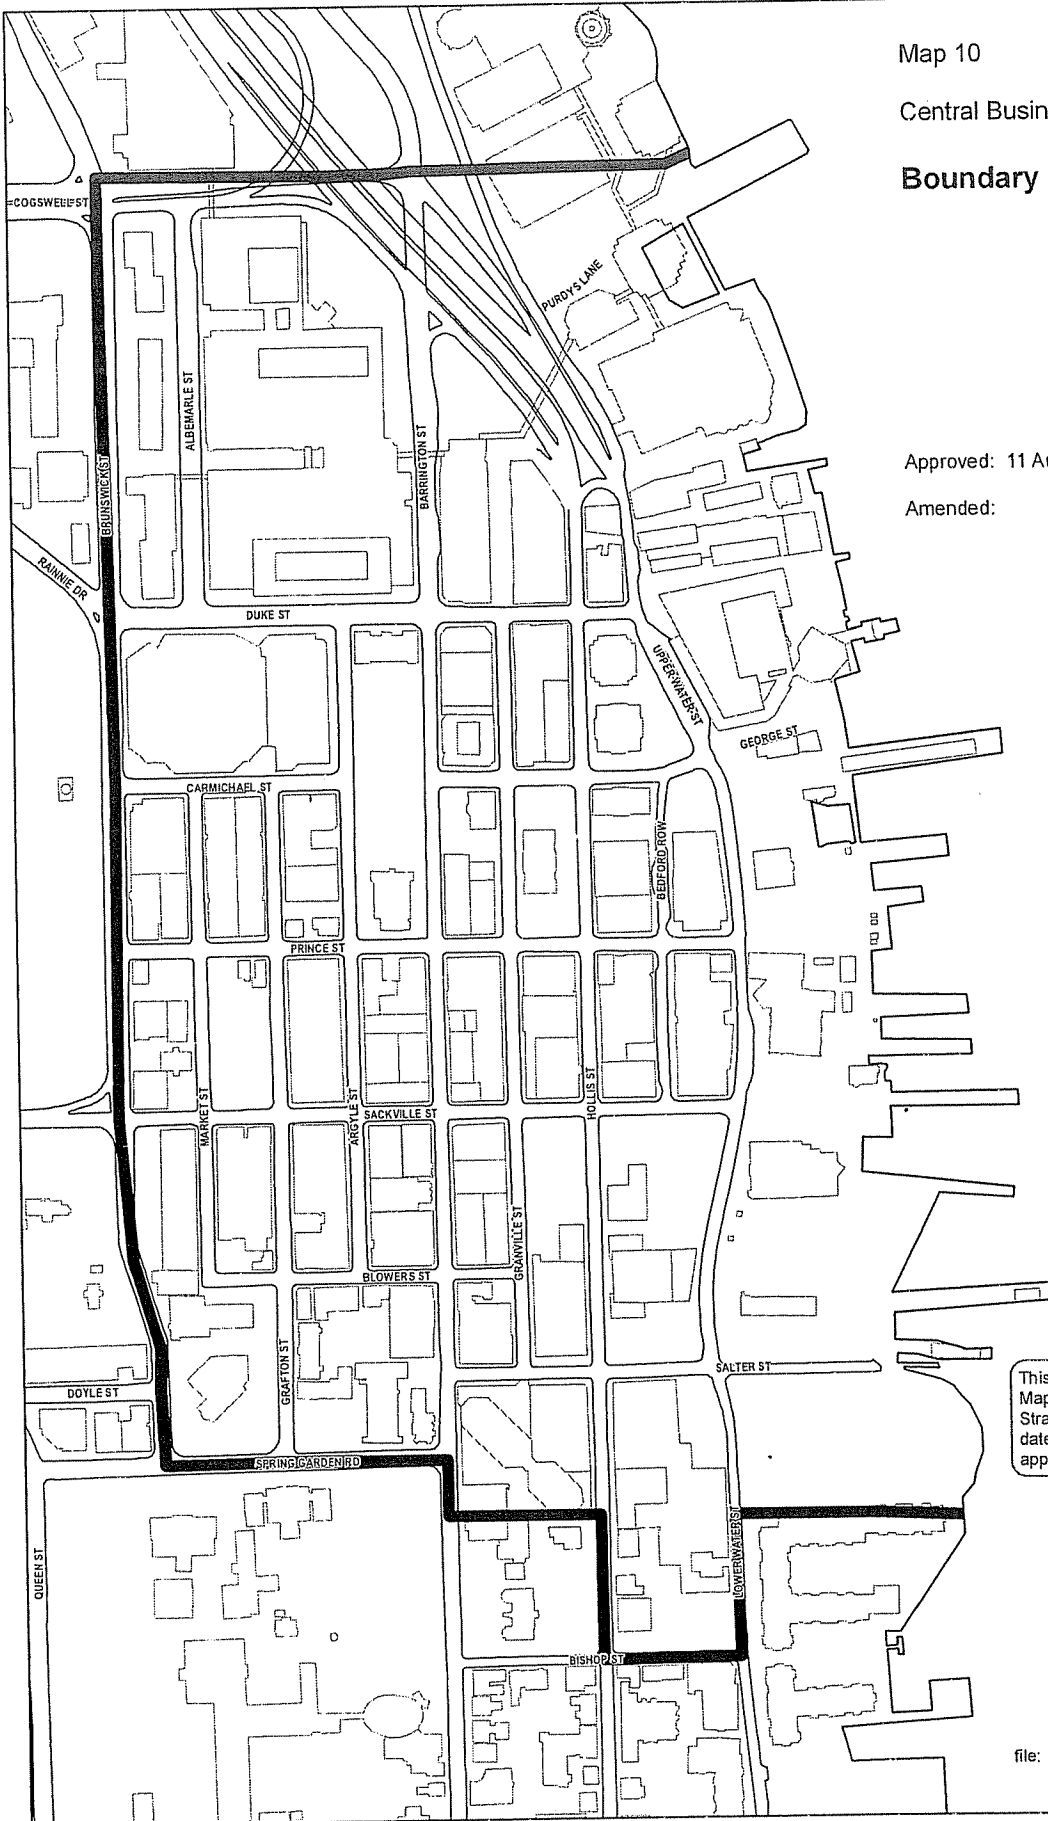 Map 10
Central Busin
Boundary
COGSWELL ST
PURDYS LANE
ALBEMARLE ST
BARRINGTON ST
BRUNSWICK ST
Approved: 11 Au
Amended:
RAINNIE DR
DUKE ST
UPPER WATER ST
GEORGE ST
CARMICHAEL ST
BEDFORD ROW
PRINCE ST
MARKET ST
ARGYLE ST
SACKVILLE ST
HOLLIS ST
GRANVILLE ST
BLOWERS ST
GRAFTON ST
SALTER ST
DOYLE ST
This
Map
Stra
date
app
SPRING GARDEN RD
QUEEN ST
LOWER WATER ST
BISHOP ST
file: